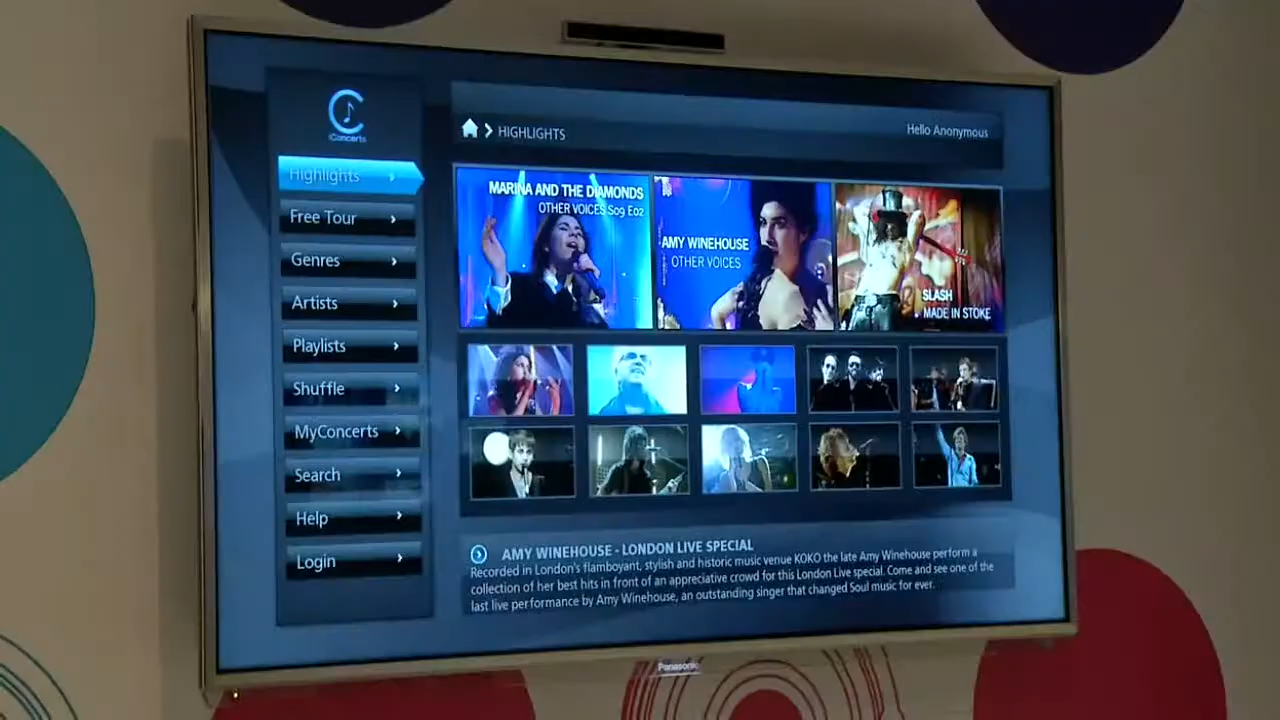 iConcerts
HIGHLIGHTS
Hello Anonymous
Highlights
Free Tour
Genres
Artists
Playlists
Shuffle
MyConcerts
Search
Help
Login
MARINA AND THE DIAMONDS
OTHER VOICES S09 E02
AMY WINEHOUSE
OTHER VOICES
SLASH
MADE IN STOKE
AMY WINEHOUSE - LONDON LIVE SPECIAL
Recorded in London's flamboyant, stylish and historic music venue KOKO the late Amy Winehouse perform a
collection of her best hits in front of an appreciative crowd for this London Live special. Come and see one of the
last live performance by Amy Winehouse, an outstanding singer that changed Soul music for ever.
Panasonic